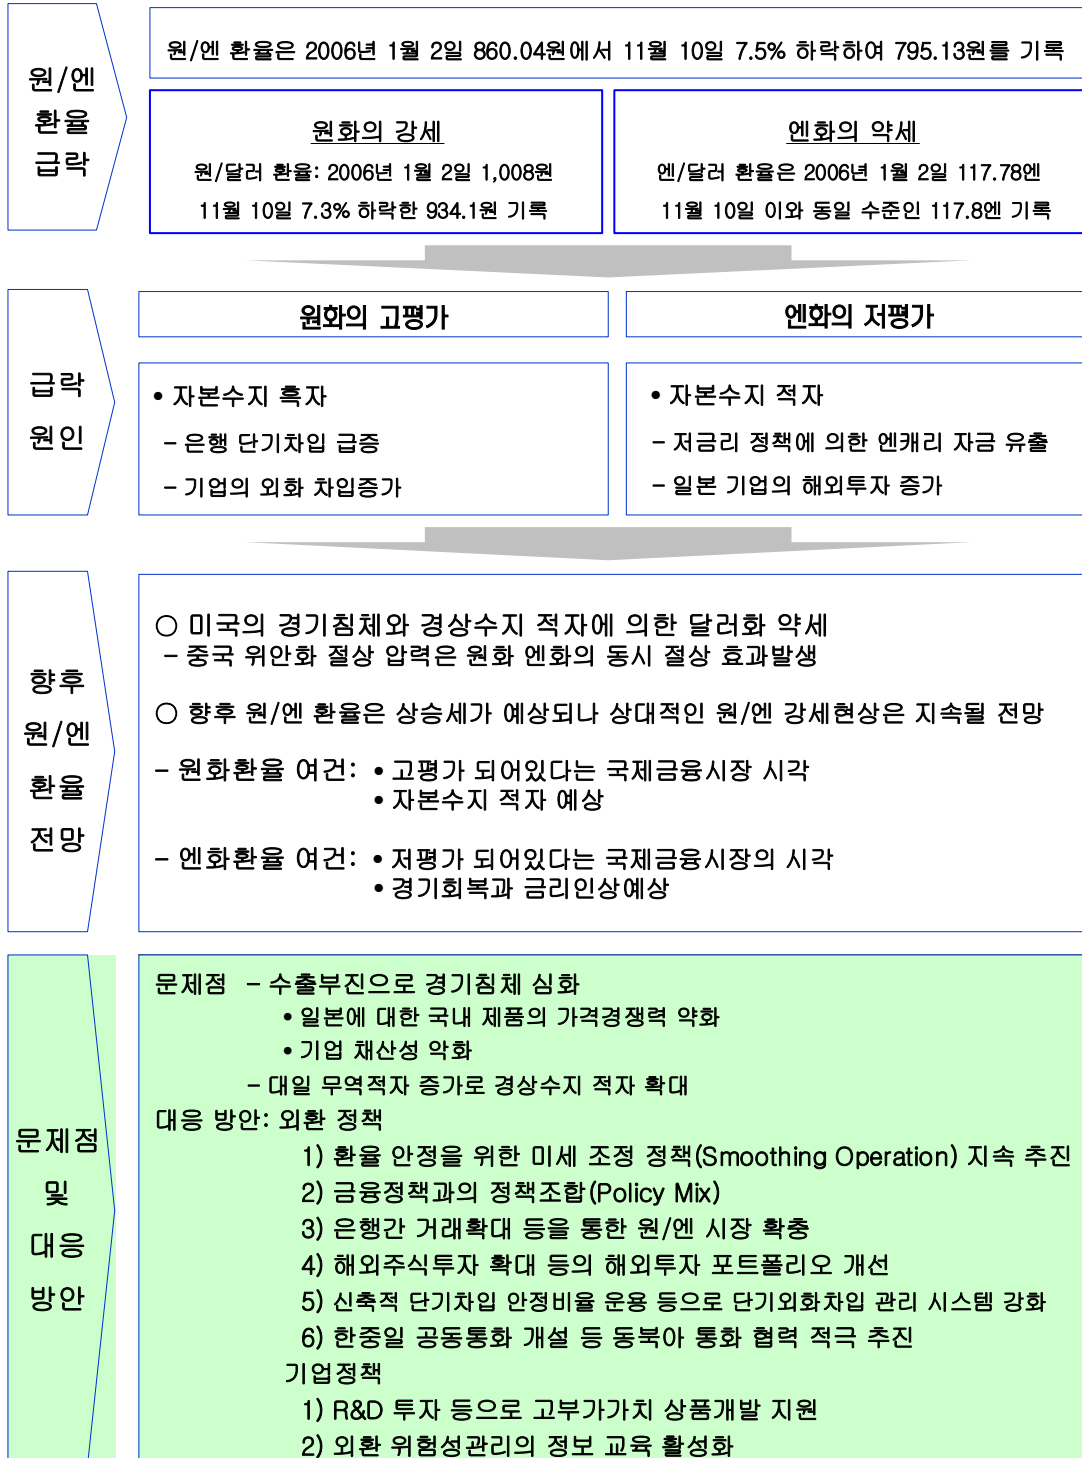 원/엔
환율
급락
원/엔 환율은 2006년 1월 2일 860.04원에서 11월 10일 7.5% 하락하여 795.13원를 기록
원화의 강세
원/달러 환율: 2006년 1월 2일 1,008원
11월 10일 7.3% 하락한 934.1원 기록
엔화의 약세
엔/달러 환율은 2006년 1월 2일 117.78엔
11월 10일 이와 동일 수준인 117.8엔 기록
급락
원인
원화의 고평가
• 자본수지 흑자
– 은행 단기차입 급증
– 기업의 외화 차입증가
엔화의 저평가
• 자본수지 적자
– 저금리 정책에 의한 엔캐리 자금 유출
– 일본 기업의 해외투자 증가
향후
원/엔
환율
전망
○ 미국의 경기침체와 경상수지 적자에 의한 달러화 약세
– 중국 위안화 절상 압력은 원화 엔화의 동시 절상 효과발생
○ 향후 원/엔 환율은 상승세가 예상되나 상대적인 원/엔 강세현상은 지속될 전망
– 원화환율 여건: • 고평가 되어있다는 국제금융시장 시각
• 자본수지 적자 예상
– 엔화환율 여건: • 저평가 되어있다는 국제금융시장의 시각
• 경기회복과 금리인상예상
문제점
및
대응
방안
문제점 – 수출부진으로 경기침체 심화
• 일본에 대한 국내 제품의 가격경쟁력 약화
• 기업 채산성 악화
– 대일 무역적자 증가로 경상수지 적자 확대
대응 방안: 외환 정책
1) 환율 안정을 위한 미세 조정 정책(Smoothing Operation) 지속 추진
2) 금융정책과의 정책조합(Policy Mix)
3) 은행간 거래확대 등을 통한 원/엔 시장 확충
4) 해외주식투자 확대 등의 해외투자 포트폴리오 개선
5) 신축적 단기차입 안정비율 운용 등으로 단기외화차입 관리 시스템 강화
6) 한중일 공동통화 개설 등 동북아 통화 협력 적극 추진
기업정책
1) R&D 투자 등으로 고부가가치 상품개발 지원
2) 외환 위험성관리의 정보 교육 활성화